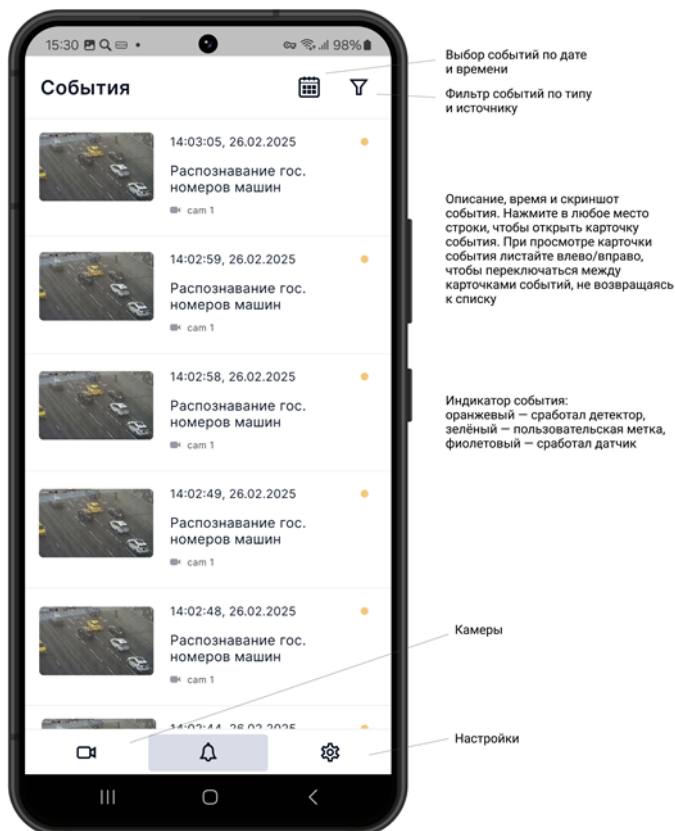 15:30
98%
События
14:03:05, 26.02.2025
Распознавание гос.
номеров машин
cam 1
14:02:59, 26.02.2025
Распознавание гос.
номеров машин
cam 1
14:02:58, 26.02.2025
Распознавание гос.
номеров машин
cam 1
14:02:49, 26.02.2025
Распознавание гос.
номеров машин
cam 1
14:02:48, 26.02.2025
Распознавание гос.
номеров машин
cam 1
14:02:44, 26.02.2025
Выбор событий по дате
и времени
Фильтр событий по типу
и источнику
Описание, время и скриншот
события. Нажмите в любое место
строки, чтобы открыть карточку
события. При просмотре карточки
события листайте влево/вправо,
чтобы переключаться между
карточками событий, не возвращаясь
к списку
Индикатор события:
оранжевый — сработал детектор,
зелёный — пользовательская метка,
фиолетовый — сработал датчик
Камеры
Настройки